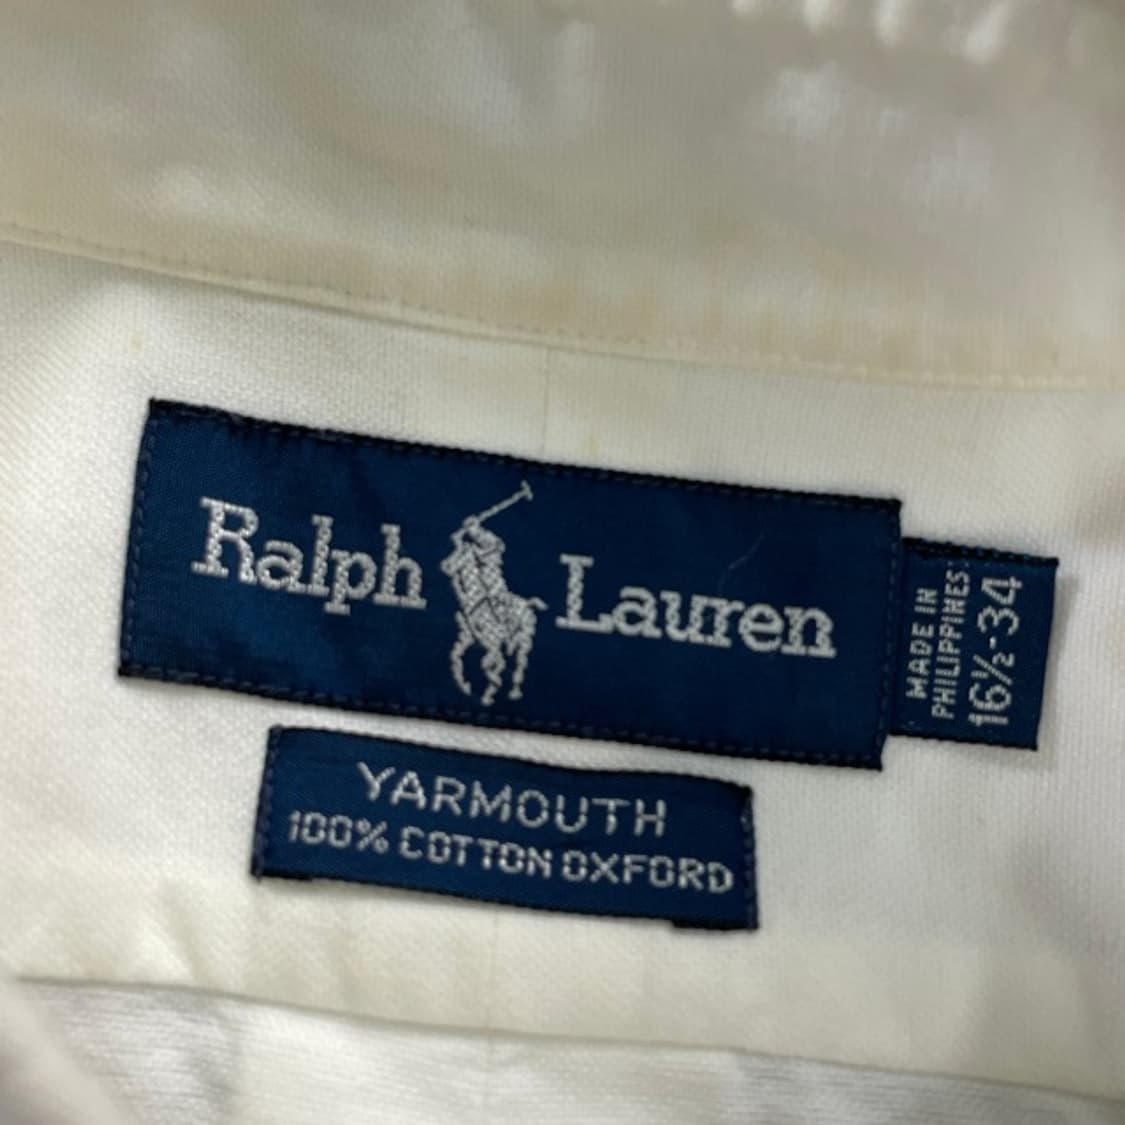 Ralph Lauren
MADE IN
PHILIPPINES
16½-34
YARMOUTH
100% COTTON OXFORD